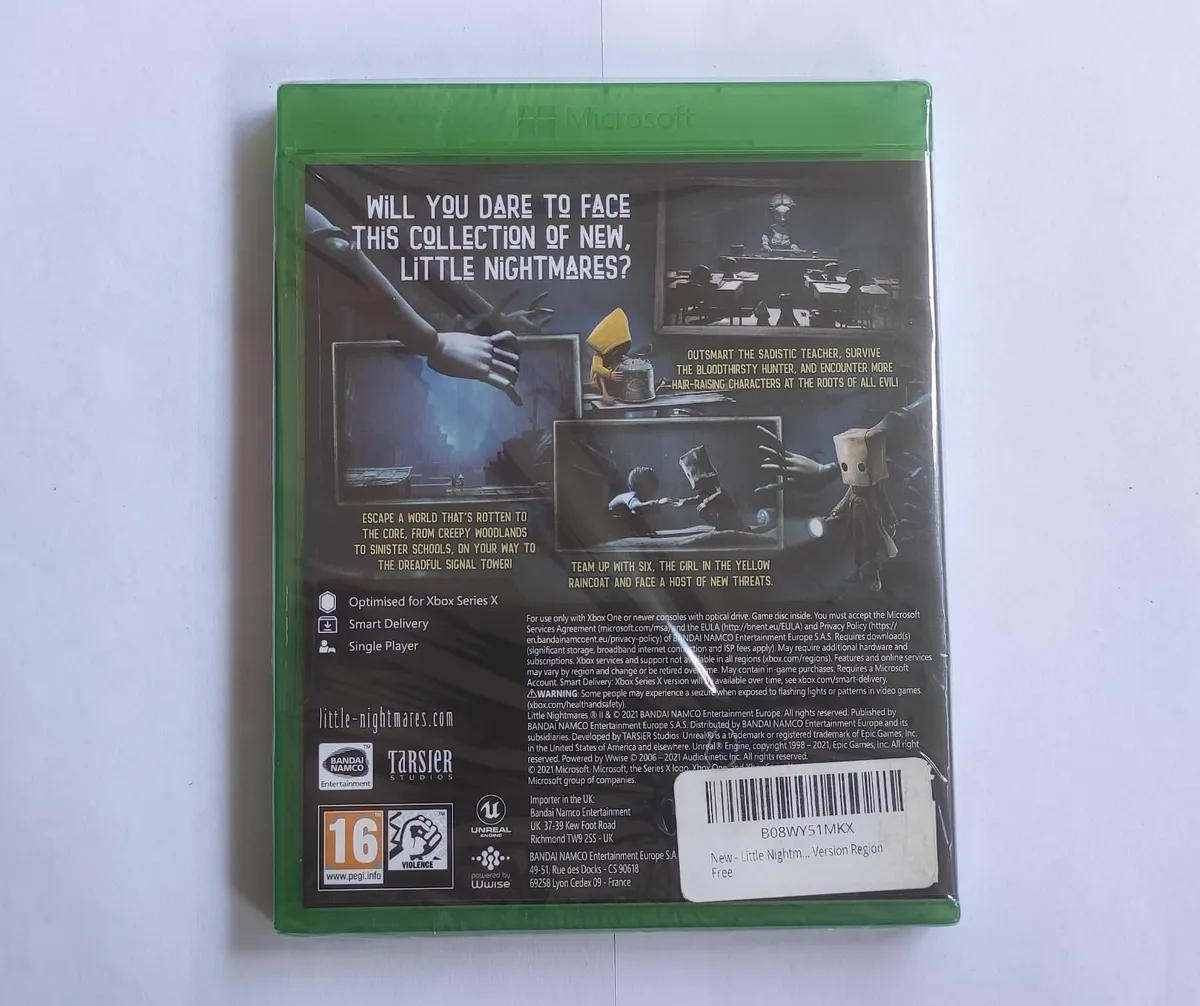 Microsoft
WILL YOU DARE TO FACE
THIS COLLECTION OF NEW,
LITTLE NIGHTMARES?
OUTSMART THE SADISTIC TEACHER, SURVIVE
THE BLOODTHIRSTY HUNTER, AND ENCOUNTER MORE
HAIR-RAISING CHARACTERS AT THE ROOTS OF ALL EVIL!
ESCAPE A WORLD THAT'S ROTTEN TO
THE CORE, FROM CREEPY WOODLANDS
TO SINISTER SCHOOLS, ON YOUR WAY TO
THE DREADFUL SIGNAL TOWER!
TEAM UP WITH SIX, THE GIRL IN THE YELLOW
RAINCOAT AND FACE A HOST OF NEW THREATS.
Optimised for Xbox Series X
Smart Delivery
Single Player
For use only with Xbox One or newer consoles with optical drive. Game disc inside. You must accept the Microsoft
Services Agreement (microsoft.com/msa) and the EULA (http://bnent.eu/EULA) and Privacy Policy (https://
en.bandainamcoent.eu/privacy-policy) of BANDAI NAMCO Entertainment Europe S.A.S. Requires download(s)
(significant storage, broadband internet connection and ISP fees apply). May require additional hardware and
subscriptions. Xbox services and support not available in all regions (xbox.com/regions). Features and online services
may vary by region and change or be retired over time. May contain in-game purchases. Requires a Microsoft
Account. Smart Delivery: Xbox Series X version will available over time, see xbox.com/smart-delivery.
⚠WARNING: Some people may experience a seizure when exposed to flashing lights or patterns in video games.
(xbox.com/healthandsafety).
Little Nightmares ® II & © 2021 BANDAI NAMCO Entertainment Europe. All rights reserved. Published by
BANDAI NAMCO Entertainment Europe S.A.S. Distributed by BANDAI NAMCO Entertainment Europe and its
subsidiaries. Developed by TARSIER Studios. Unreal® is a trademark or registered trademark of Epic Games, Inc.
in the United States of America and elsewhere. Unreal® Engine, copyright 1998 – 2021, Epic Games, Inc. All right
reserved. Powered by Wwise © 2006 – 2021 Audiokinetic Inc. All rights reserved.
© 2021 Microsoft. Microsoft, the Series X logo, Xbox One and
Microsoft group of companies.
little-nightmares.com
BANDAI
NAMCO
Entertainment
TM
TARSIER
STUDIOS
16
www.pegi.info
VIOLENCE
UNREAL
ENGINE
powered by
Wwise
Importer in the UK:
Bandai Namco Entertainment
UK 37-39 Kew Foot Road
Richmond TW9 2SS - UK
BANDAI NAMCO Entertainment Europe S.A
49-51, Rue des Docks - CS 90618
69258 Lyon Cedex 09 - France
B08WY51MKX
New - Little Nightm... Version Region
Free